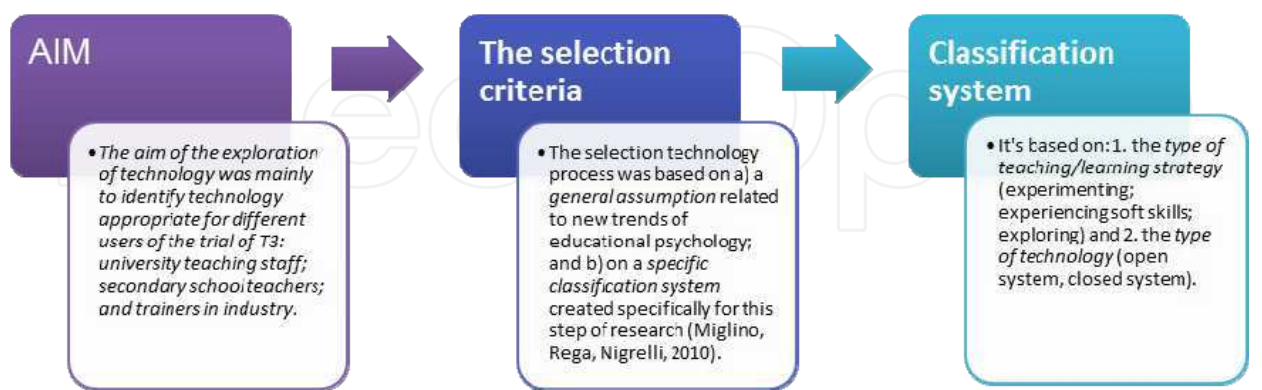 AIM
•The aim of the exploration
of technology was mainly
to identify technology
appropriate for different
users of the trial of T3:
university teaching staff;
secondary school teachers;
and trainers in industry.
The selection
criteria
•The selection technology
process was based on a) a
general assumption related
to new trends of
educational psychology;
and b) on a specific
classification system
created specifically for this
step of research (Miglino,
Rega, Nigrelli, 2010).
Classification
system
•It's based on: 1. the type of
teaching/learning strategy
(experimenting;
experiencing soft skills;
exploring) and 2. the type
of technology (open
system, closed system).